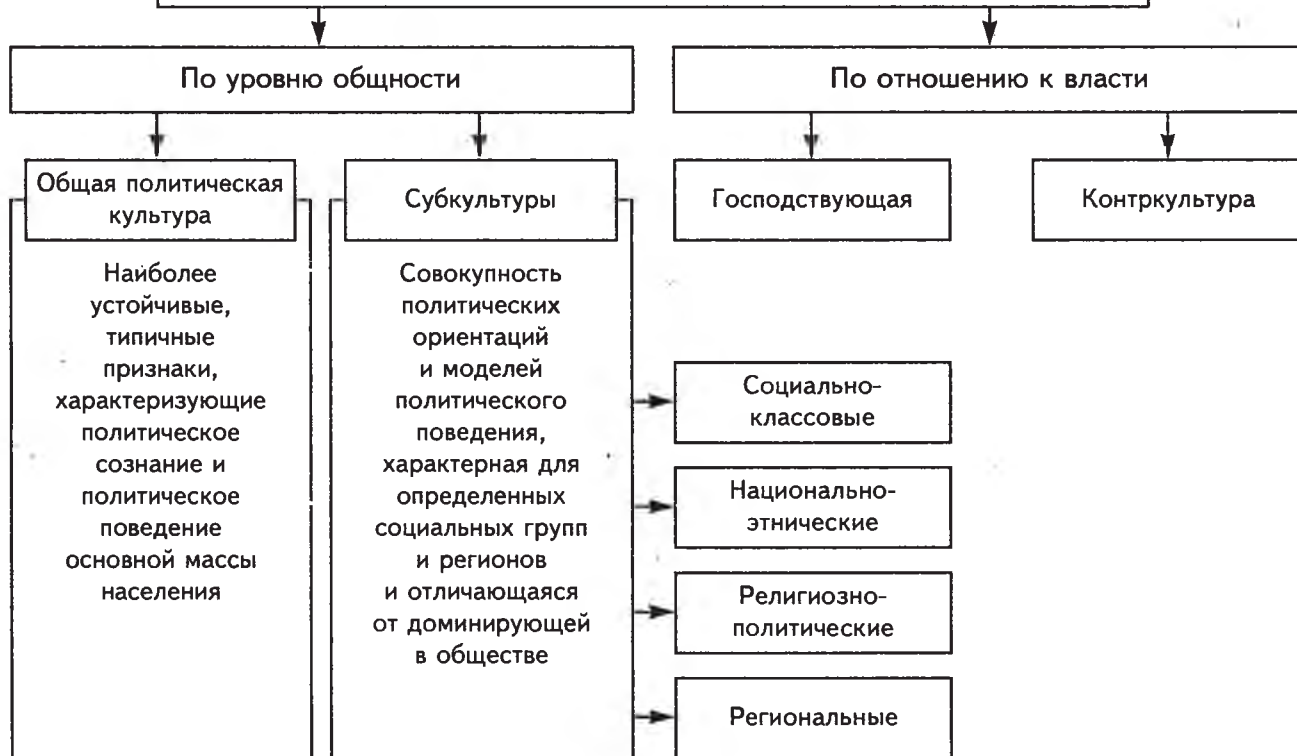 По уровню общности
По отношению к власти
Общая политическая
культура
Субкультуры
Господствующая
Контркультура
Наиболее
устойчивые,
типичные
признаки,
характеризующие
политическое
сознание и
политическое
поведение
основной массы
населения
Совокупность
политических
ориентаций
и моделей
политического
поведения,
характерная для
определенных
социальных групп
и регионов
и отличающаяся
от доминирующей
в обществе
Социально-
классовые
Национально-
этнические
Религиозно-
политические
Региональные